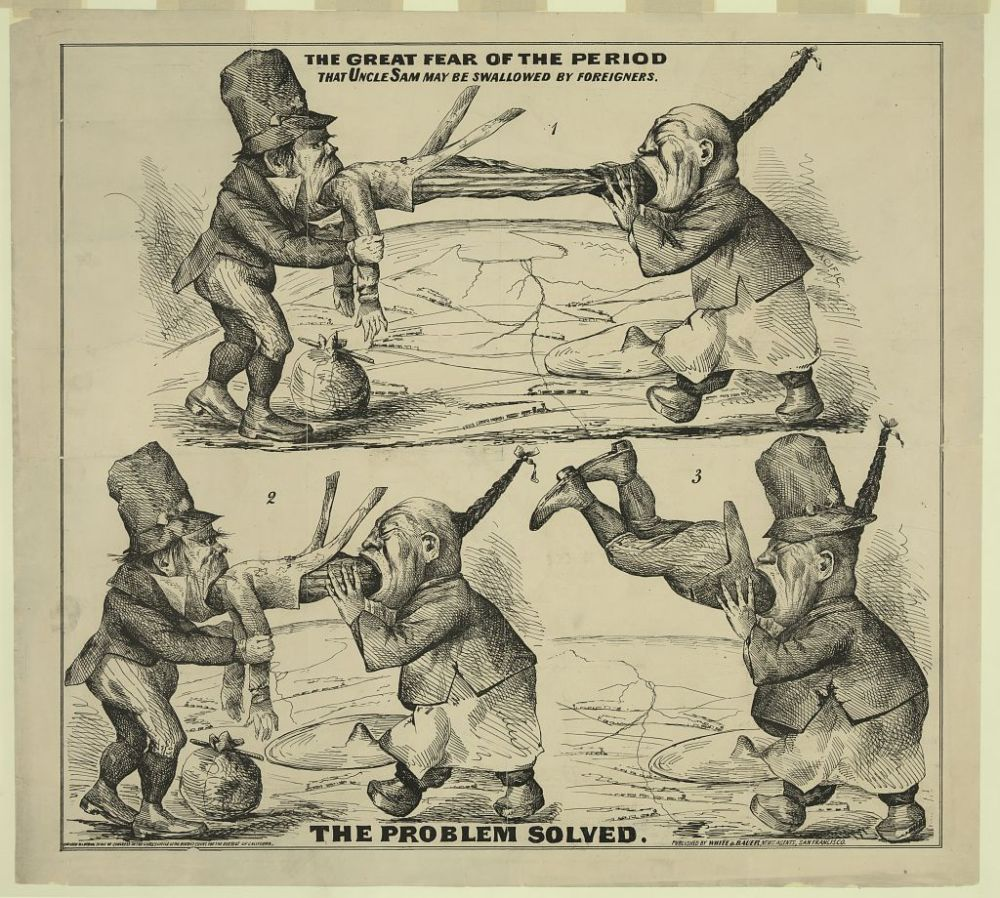 THE GREAT FEAR OF THE PERIOD
THAT UNCLE SAM MAY BE SWALLOWED BY FOREIGNERS.
1
PACIFIC
2
3
THE PROBLEM SOLVED.
PUBLISHED BY WHITE & BAUER, NEWS AGENTS, SAN FRANCISCO.